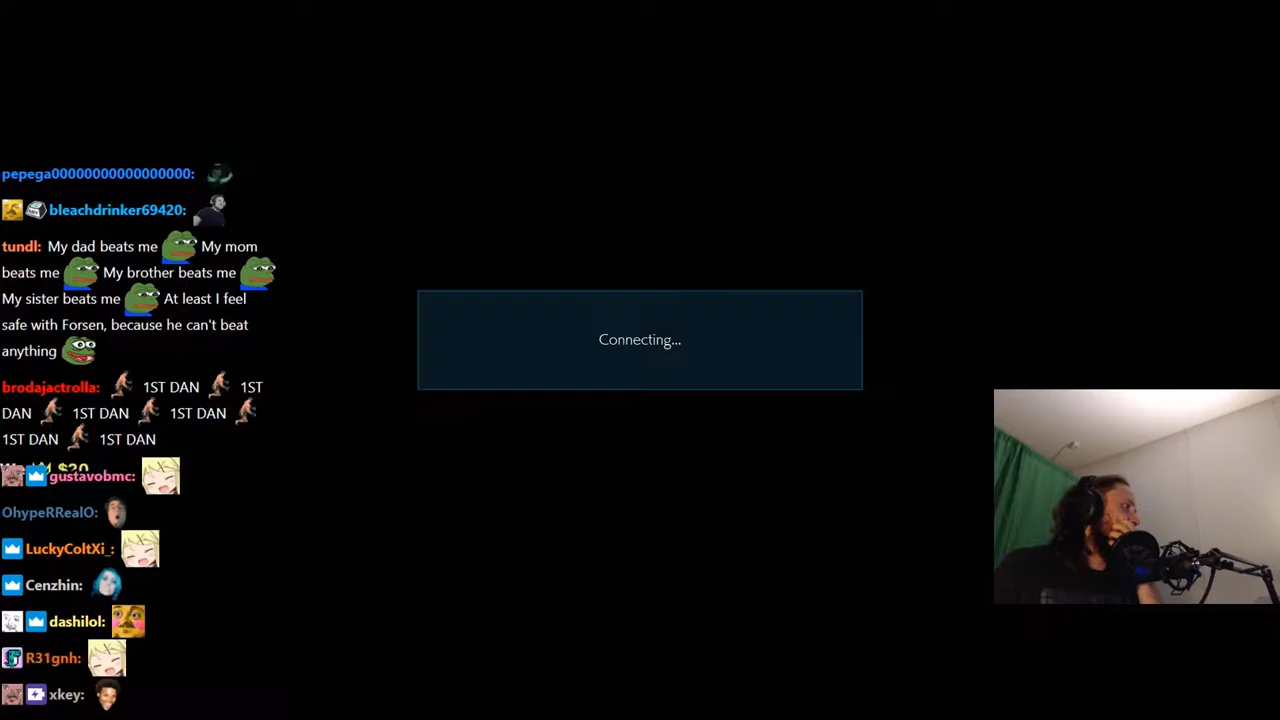 pepega00000000000000000:
bleachdrinker69420:
tundl: My dad beats me My mom
beats me My brother beats me
My sister beats me At least I feel
safe with Forsen, because he can't beat
anything
brodajactrolla: 1ST DAN 1ST
DAN 1ST DAN 1ST DAN
1ST DAN 1ST DAN
$20
gustavobmc:
OhypeRRealO:
LuckyColtXi_:
Cenzhin:
dashilol:
R31gnh:
xkey:
Connecting...